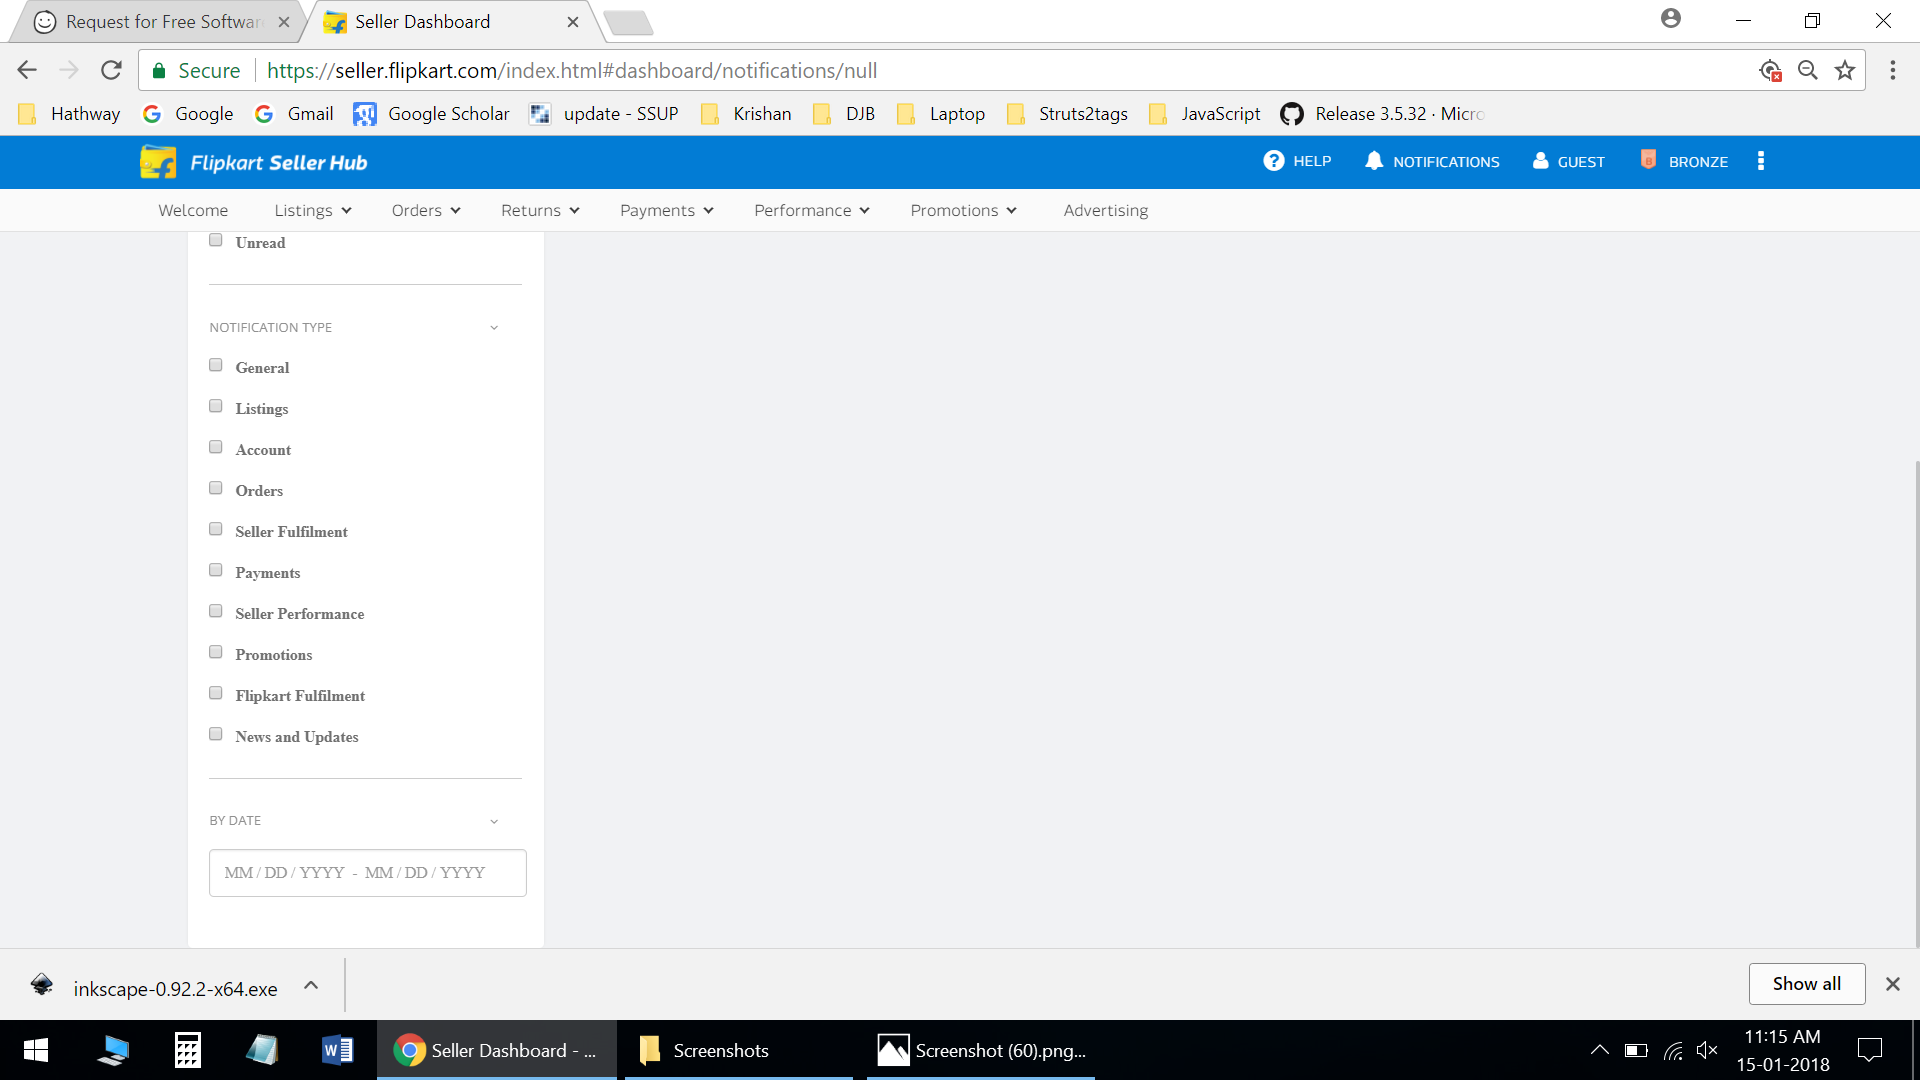 Request for Free Softwar
Seller Dashboard
Secure
https://seller.flipkart.com/index.html#dashboard/notifications/null
Hathway
Google
Gmail
Google Scholar
update - SSUP
Krishan
DJB
Laptop
Struts2tags
JavaScript
Release 3.5.32 · Micro
Flipkart Seller Hub
? HELP
NOTIFICATIONS
GUEST
B BRONZE
Welcome
Listings
Orders
Returns
Payments
Performance
Promotions
Advertising
Unread
NOTIFICATION TYPE
General
Listings
Account
Orders
Seller Fulfilment
Payments
Seller Performance
Promotions
Flipkart Fulfilment
News and Updates
BY DATE
MM / DD / YYYY - MM / DD / YYYY
inkscape-0.92.2-x64.exe
Show all
Seller Dashboard - ...
Screenshots
Screenshot (60).png...
11:15 AM
15-01-2018